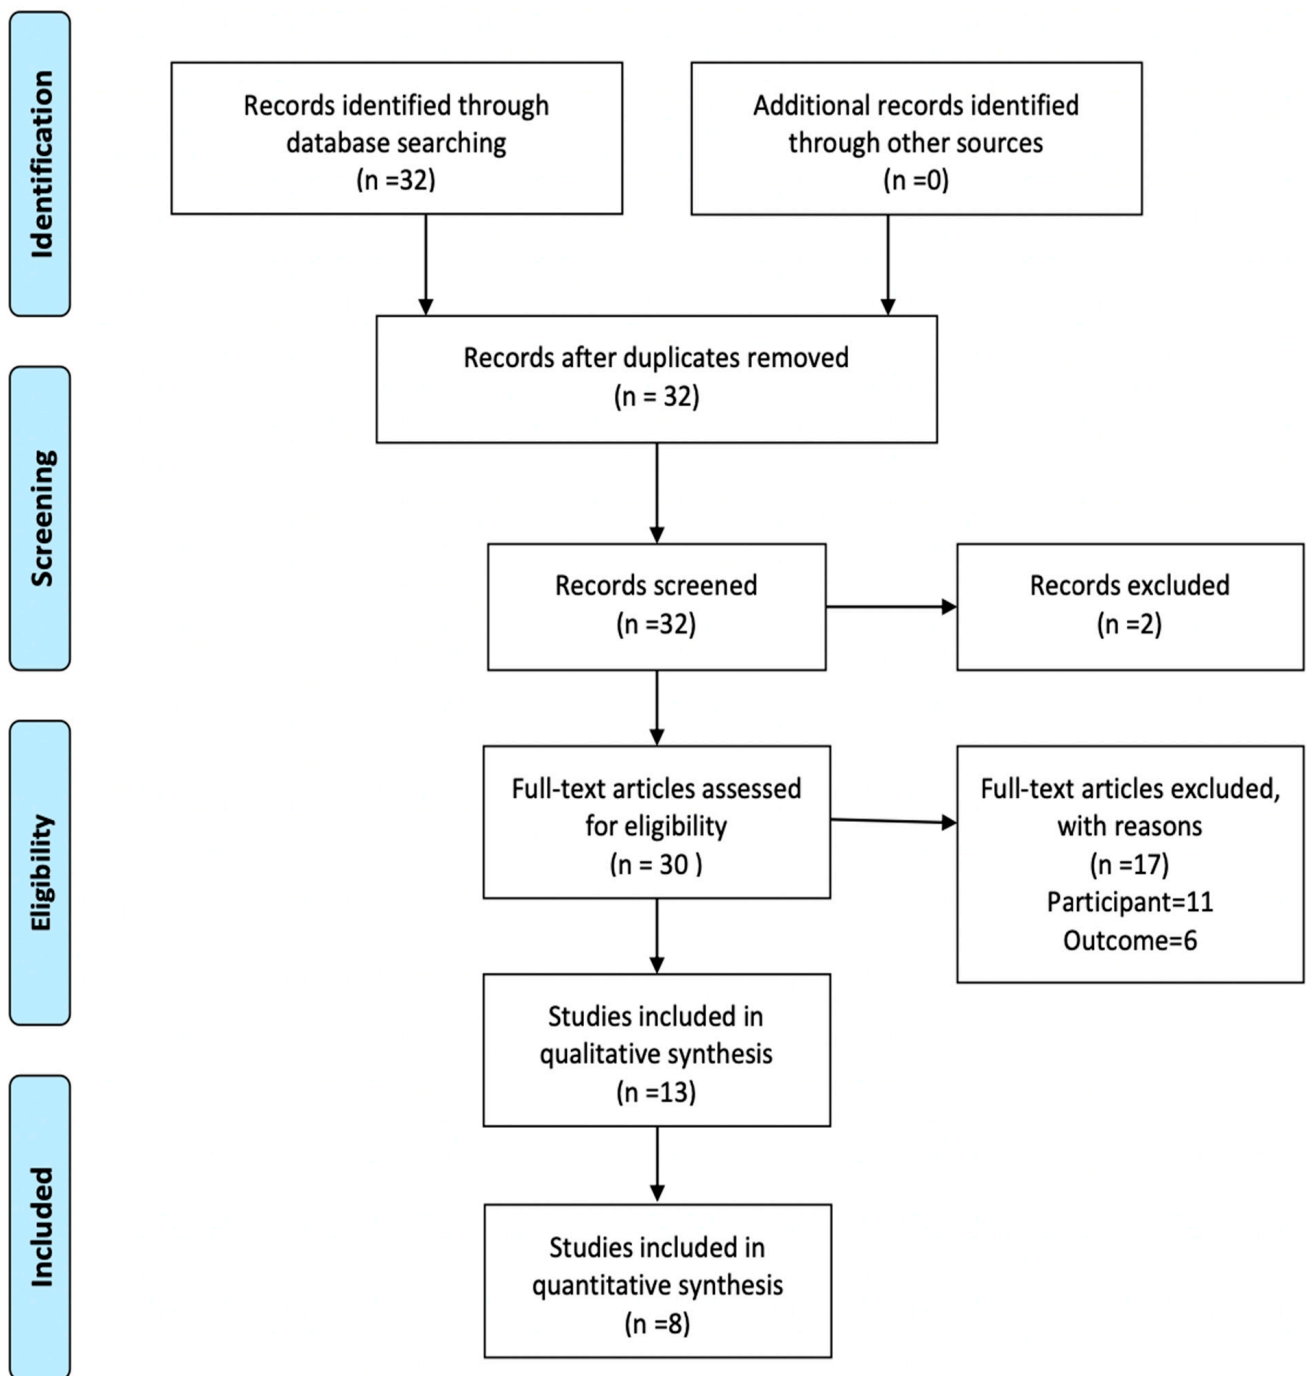 Identification
Records identified through
database searching
(n =32)
Additional records identified
through other sources
(n =0)
Records after duplicates removed
(n = 32)
Screening
Records screened
(n =32)
Records excluded
(n =2)
Eligibility
Full-text articles assessed
for eligibility
(n = 30 )
Full-text articles excluded,
with reasons
(n =17)
Participant=11
Outcome=6
Studies included in
qualitative synthesis
(n =13)
Included
Studies included in
quantitative synthesis
(n =8)